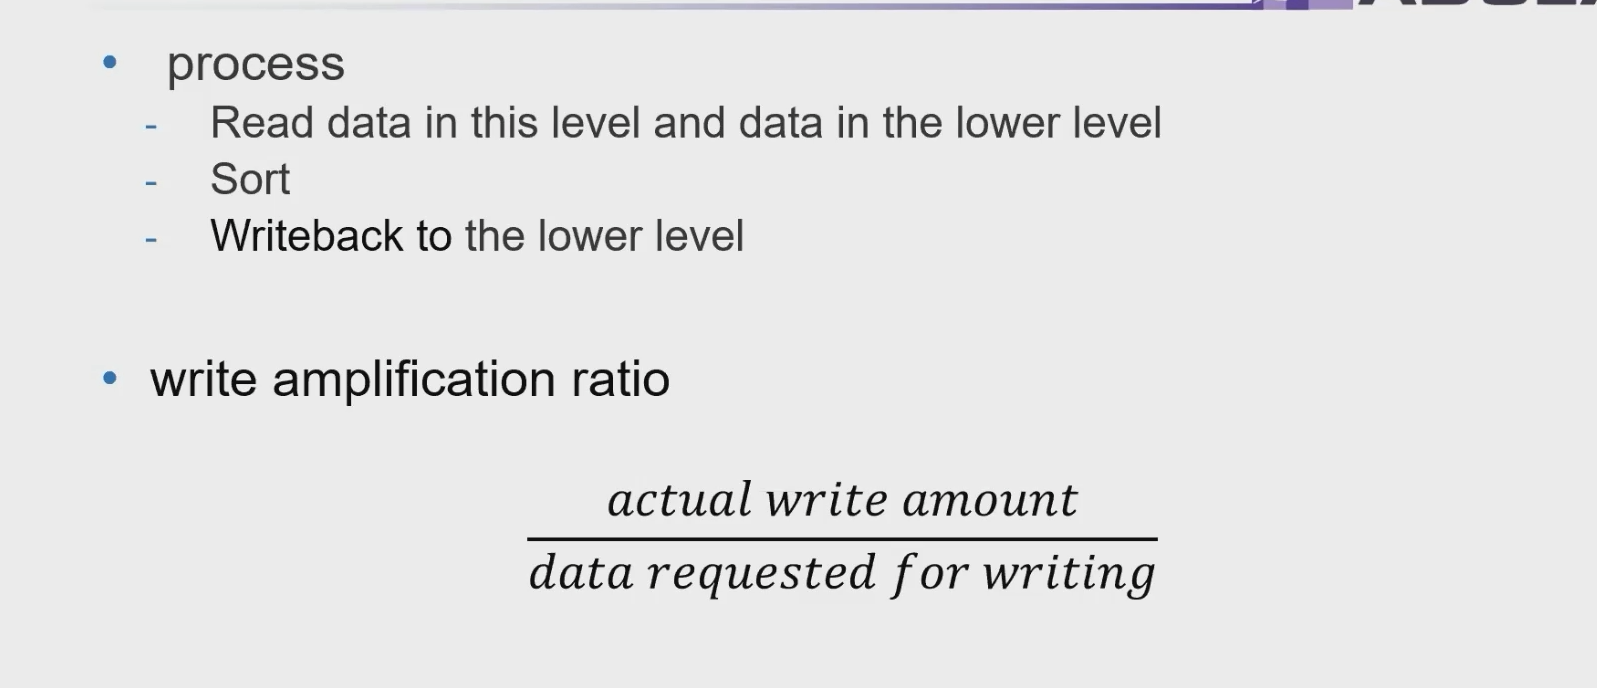 • process
- Read data in this level and data in the lower level
- Sort
- Writeback to the lower level
• write amplification ratio
actual write amount
data requested for writing